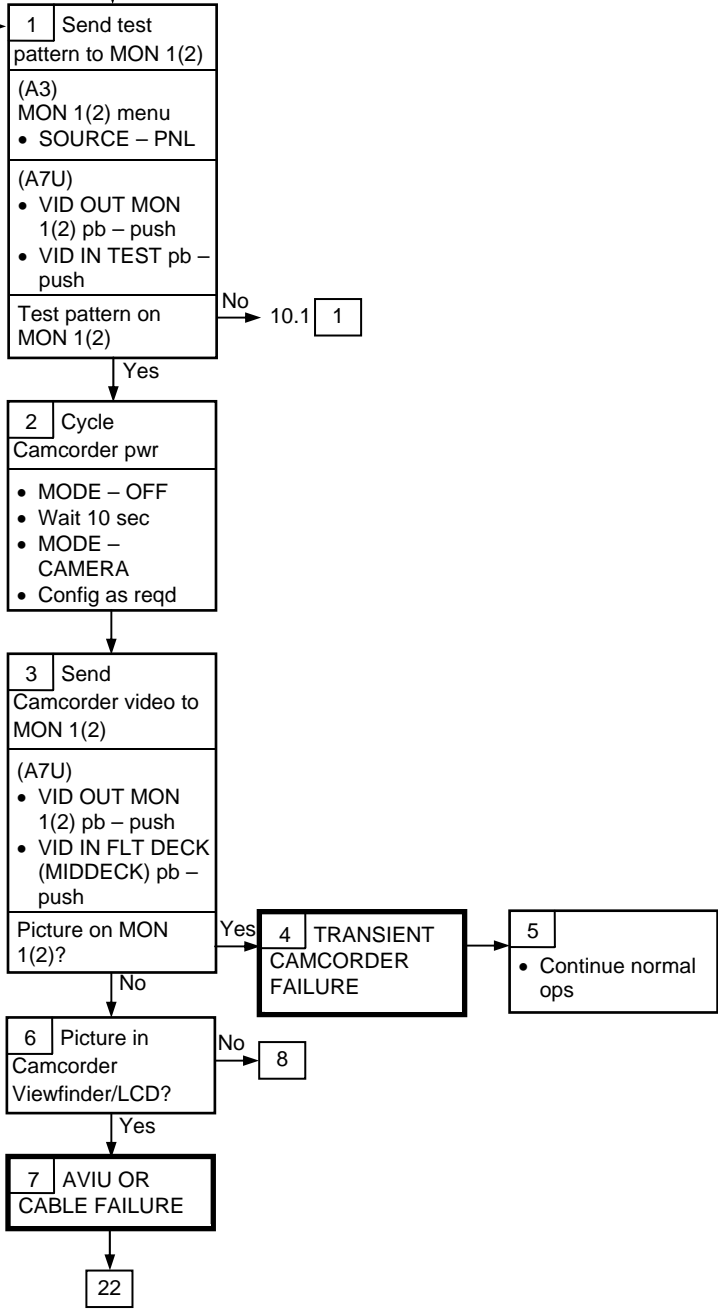 1 Send test
pattern to MON 1(2)
(A3)
MON 1(2) menu
• SOURCE – PNL
(A7U)
• VID OUT MON
1(2) pb – push
• VID IN TEST pb –
push
Test pattern on
MON 1(2)
No
10.1 1
Yes
2 Cycle
Camcorder pwr
• MODE – OFF
• Wait 10 sec
• MODE –
CAMERA
• Config as reqd
3 Send
Camcorder video to
MON 1(2)
(A7U)
• VID OUT MON
1(2) pb – push
• VID IN FLT DECK
(MIDDECK) pb –
push
Picture on MON
1(2)?
Yes
4 TRANSIENT
CAMCORDER
FAILURE
5
• Continue normal
ops
No
6 Picture in
Camcorder
Viewfinder/LCD?
No
8
Yes
7 AVIU OR
CABLE FAILURE
22